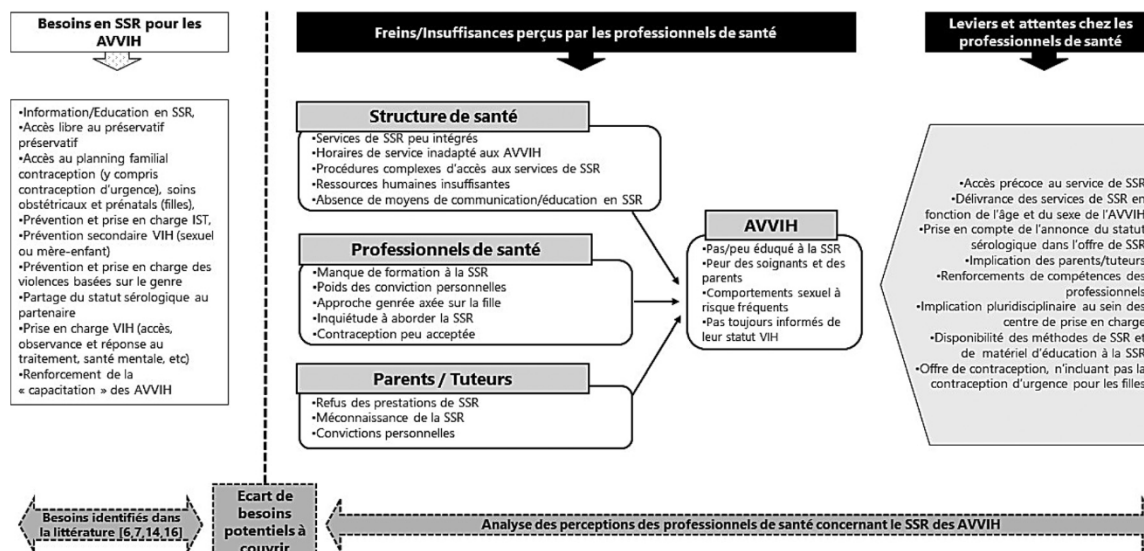 Besoins en SSR pour les
AVVIH
•Information/Education en SSR,
•Accès libre au préservatif
préservatif
•Accès au planning familial
contraception (y compris
contraception d'urgence), soins
obstétricaux et prénatals (filles),
•Prévention et prise en charge IST,
•Prévention secondaire VIH (sexuel
ou mère-enfant)
•Prévention et prise en charge des
violences basées sur le genre
•Partage du statut sérologique au
partenaire
•Prise en charge VIH (accès,
observance et réponse au
traitement, santé mentale, etc)
•Renforcement de la
« capacitation » des AVVIH
Freins/Insuffisances perçus par les professionnels de santé
Structure de santé
•Services de SSR peu intégrés
•Horaires de service inadapté aux AVVIH
•Procédures complexes d'accès aux services de SSR
•Ressources humaines insuffisantes
•Absence de moyens de communication/éducation en SSR
Professionnels de santé
•Manque de formation à la SSR
•Poids des conviction personnelles
•Approche genrée axée sur la fille
•Inquiétude à aborder la SSR
•Contraception peu acceptée
Parents / Tuteurs
•Refus des prestations de SSR
•Méconnaissance de la SSR
•Convictions personnelles
AVVIH
•Pas/peu éduqué à la SSR
•Peur des soignants et des
parents
•Comportements sexuel à
risque fréquents
•Pas toujours informés de
leur statut VIH
Leviers et attentes chez les
professionnels de santé
•Accès précoce au service de SSR
•Délivrance des services de SSR en
fonction de l'âge et du sexe de l'AVVIH
•Prise en compte de l'annonce du statut
sérologique dans l'offre de SSR
•Implication des parents/tuteurs
•Renforcements de compétences des
professionnels
•Implication pluridisciplinaire au sein des
centre de prise en charge
•Disponibilité des méthodes de SSR et
de matériel d'éducation à la SSR
•Offre de contraception, n'incluant pas la
contraception d'urgence pour les filles
Besoins identifiés dans
la littérature [6,7,14,16]
Ecart de
besoins
potentiels à
couvrir
Analyse des perceptions des professionnels de santé concernant le SSR des AVVIH